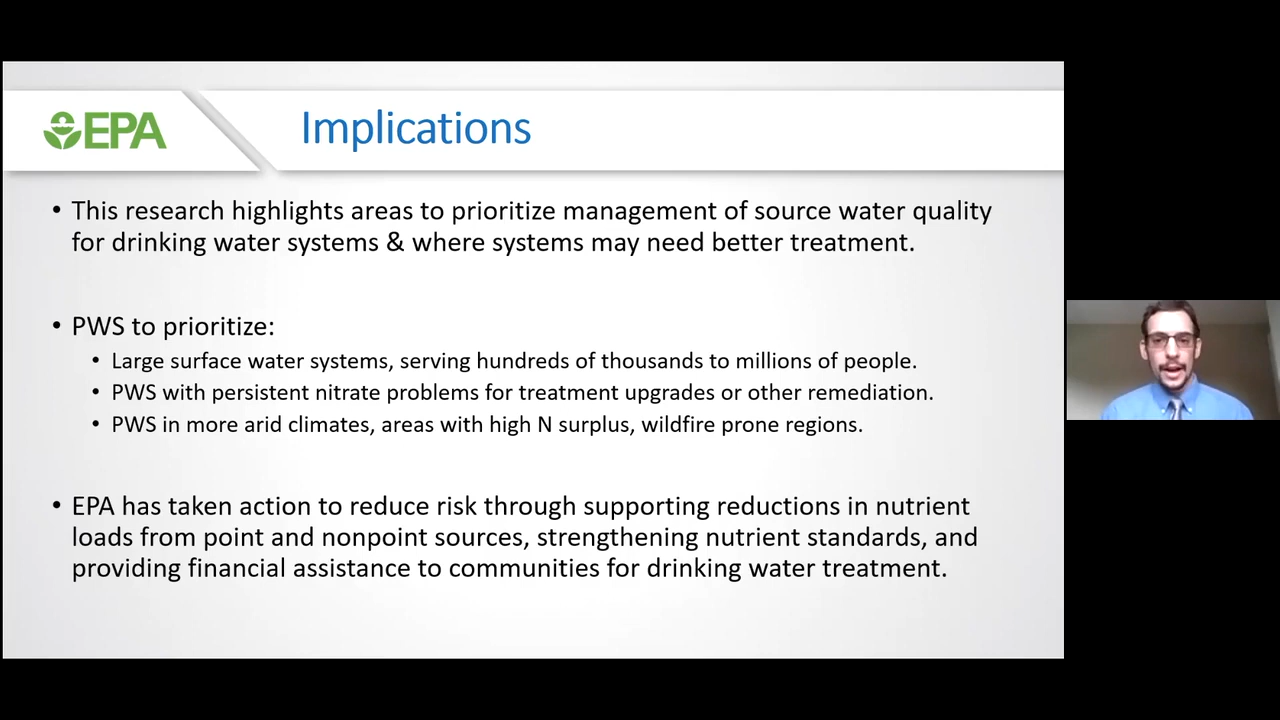 EPA
Implications
• This research highlights areas to prioritize management of source water quality
for drinking water systems & where systems may need better treatment.
• PWS to prioritize:
• Large surface water systems, serving hundreds of thousands to millions of people.
• PWS with persistent nitrate problems for treatment upgrades or other remediation.
• PWS in more arid climates, areas with high N surplus, wildfire prone regions.
• EPA has taken action to reduce risk through supporting reductions in nutrient
loads from point and nonpoint sources, strengthening nutrient standards, and
providing financial assistance to communities for drinking water treatment.